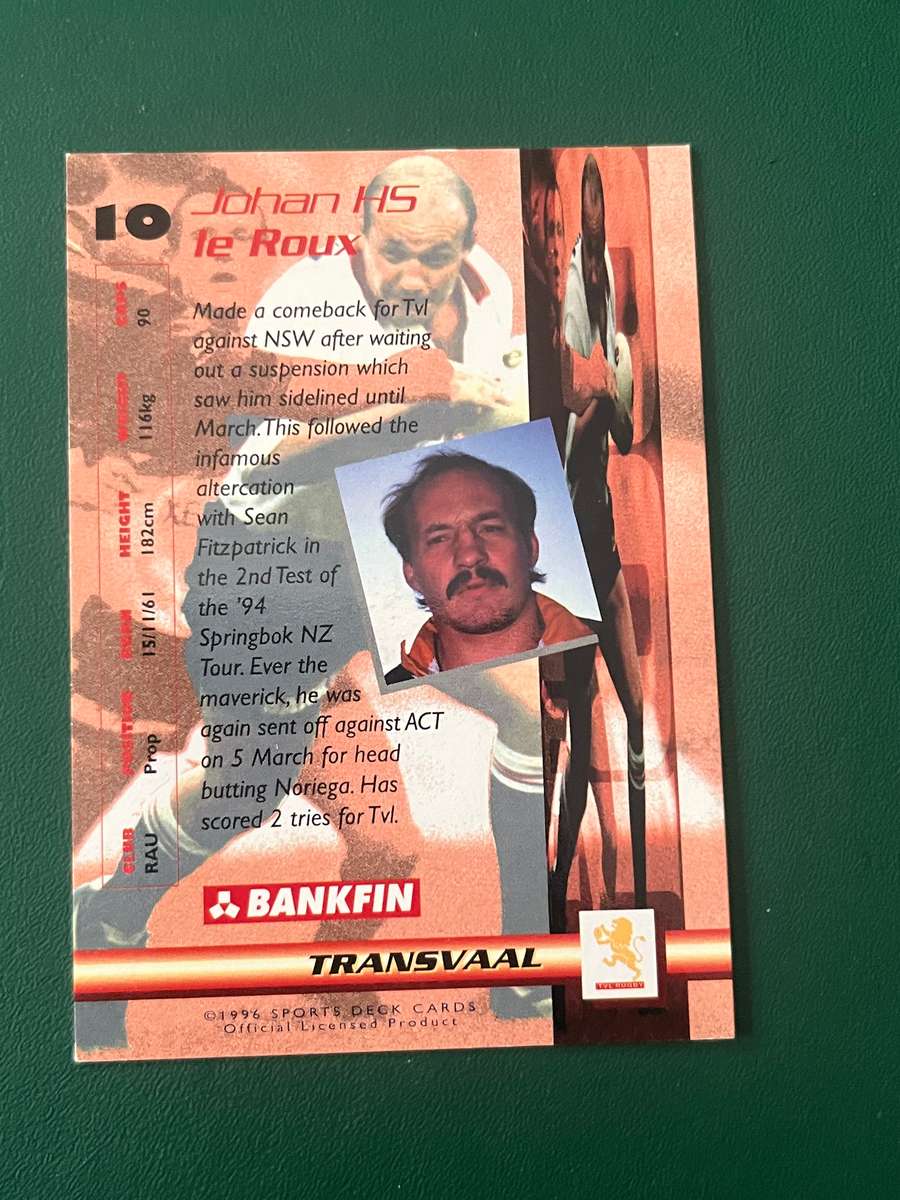 10
Johan HS
le Roux
Made a comeback for Tvl
against NSW after waiting
out a suspension which
saw him sidelined until
March. This followed the
infamous
altercation
with Sean
Fitzpatrick in
the 2nd Test of
the '94
Springbok NZ
Tour. Ever the
maverick, he was
again sent off against ACT
on 5 March for head
butting Noriega. Has
scored 2 tries for Tvl.
CLUB POSITION BORN HEIGHT WEIGHT CAPS
RAU Prop 15/11/61 182cm 116kg 90
BANKFIN
TRANSVAAL
TVL RUGBY
©1996 SPORTS DECK CARDS
Official Licensed Product